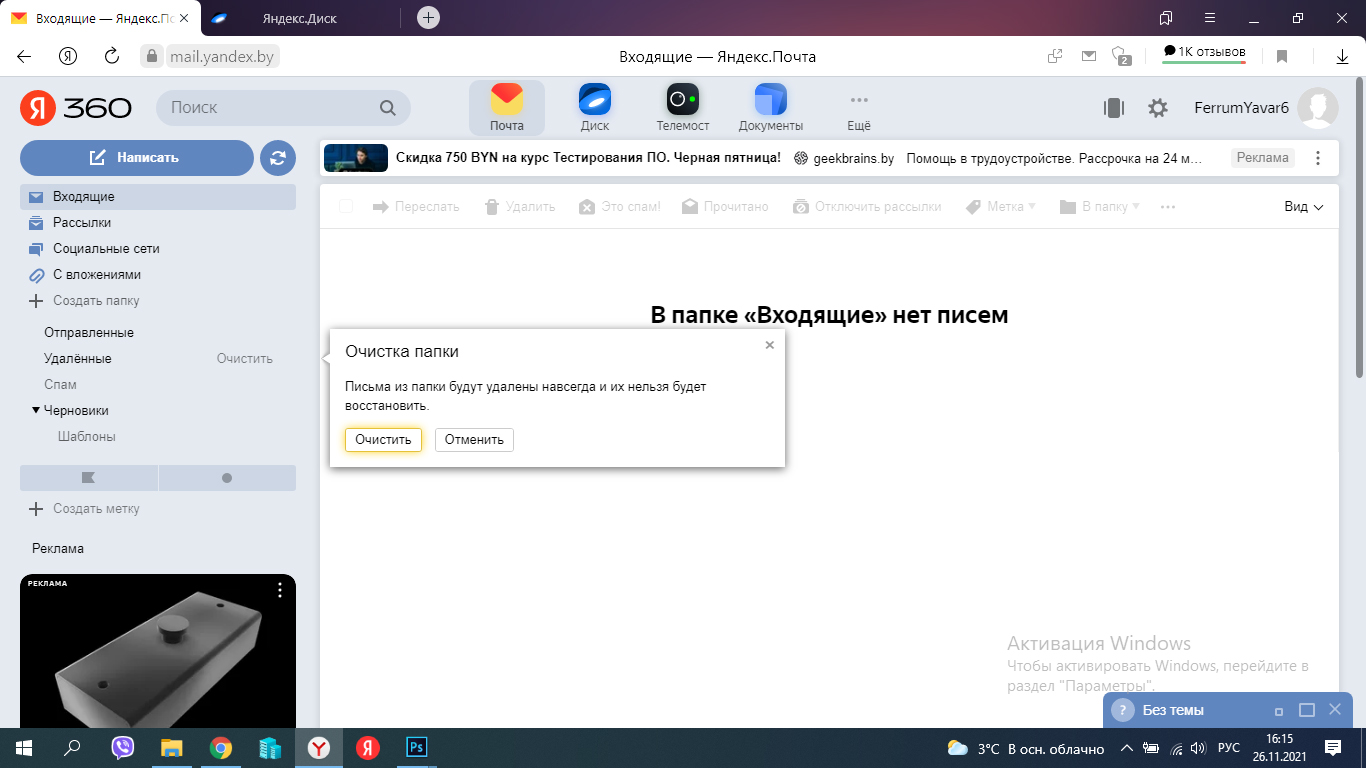 Входящие — Яндекс.По
Яндекс.Диск
mail.yandex.by
Входящие — Яндекс.Почта
2
1К отзывов
Я 360
Поиск
Почта
Диск
Телемост
Документы
Ещё
FerrumYavar6
Написать
Скидка 750 BYN на курс Тестирования ПО. Черная пятница!
geekbrains.by
Помощь в трудоустройстве. Рассрочка на 24 м...
Реклама
Входящие
Рассылки
Социальные сети
С вложениями
Создать папку
Отправленные
Удалённые
Очистить
Спам
Черновики
Шаблоны
Создать метку
Реклама
РЕКЛАМА
Переслать
Удалить
Это спам!
Прочитано
Отключить рассылки
Метка
В папку
Вид
В папке «Входящие» нет писем
Очистка папки
Письма из папки будут удалены навсегда и их нельзя будет
восстановить.
Очистить
Отменить
Активация Windows
Чтобы активировать Windows, перейдите в
раздел "Параметры".
? Без темы
Y
Я
Ps
3°C В осн. облачно
РУС
16:15
26.11.2021